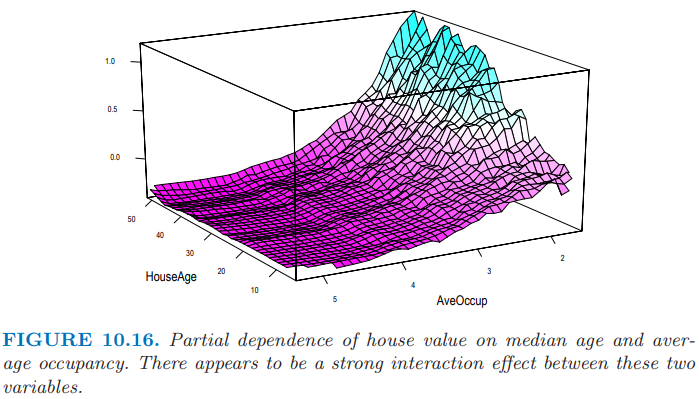 1.0
0.5
0.0
50
40
30
20
10
HouseAge
5
4
3
2
AveOccup
FIGURE 10.16. Partial dependence of house value on median age and aver-
age occupancy. There appears to be a strong interaction effect between these two
variables.